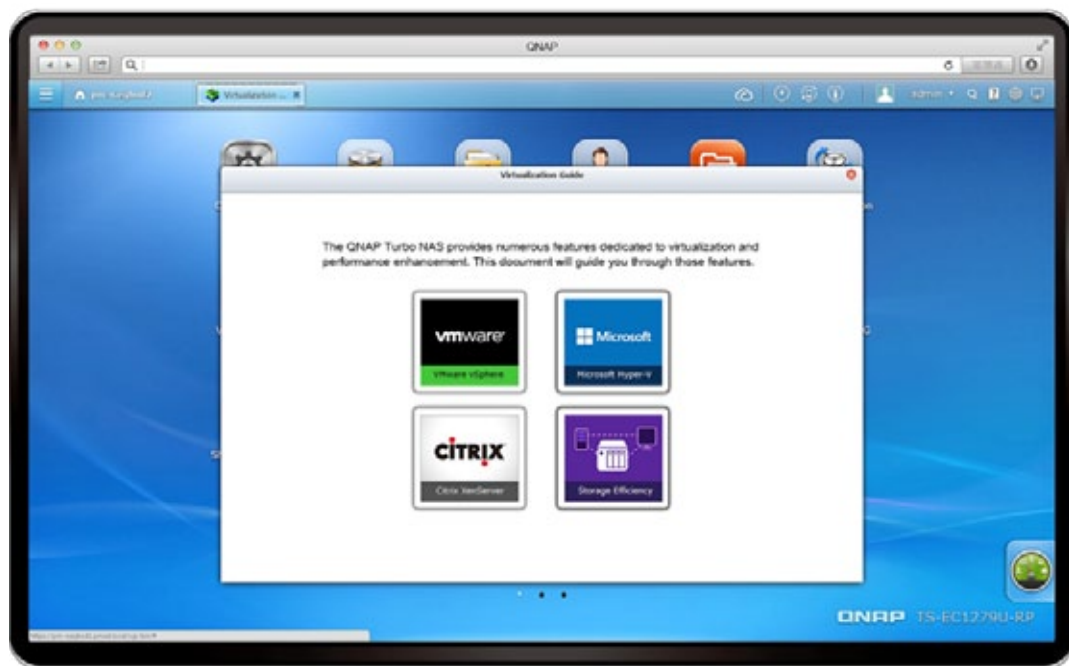 QNAP
Virtualization ...
admin
Virtualization Guide
The QNAP Turbo NAS provides numerous features dedicated to virtualization and
performance enhancement. This document will guide you through those features.
vmware
VMware vSphere
Microsoft
Microsoft Hyper-V
CITRIX
Citrix XenServer
Storage Efficiency
QNAP TS-EC1279U-RP